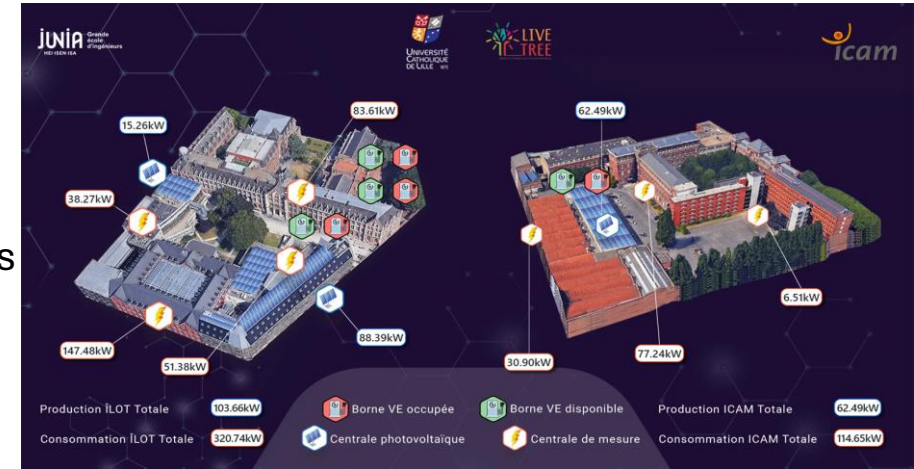 JUNIA Grande
école
d'ingénieurs
HEI·ISEN·ISA
UNIVERSITÉ
CATHOLIQUE
DE LILLE 1875
LIVE
TREE
icam
83.61kW
15.26kW
38.27kW
88.39kW
147.48kW
51.38kW
62.49kW
6.51kW
77.24kW
30.90kW
s
Production ÎLOT Totale 103.66kW
Consommation ÎLOT Totale 320.74kW
Borne VE occupée
Borne VE disponible
Centrale photovoltaïque
Centrale de mesure
Production ICAM Totale 62.49kW
Consommation ICAM Totale 114.65kW